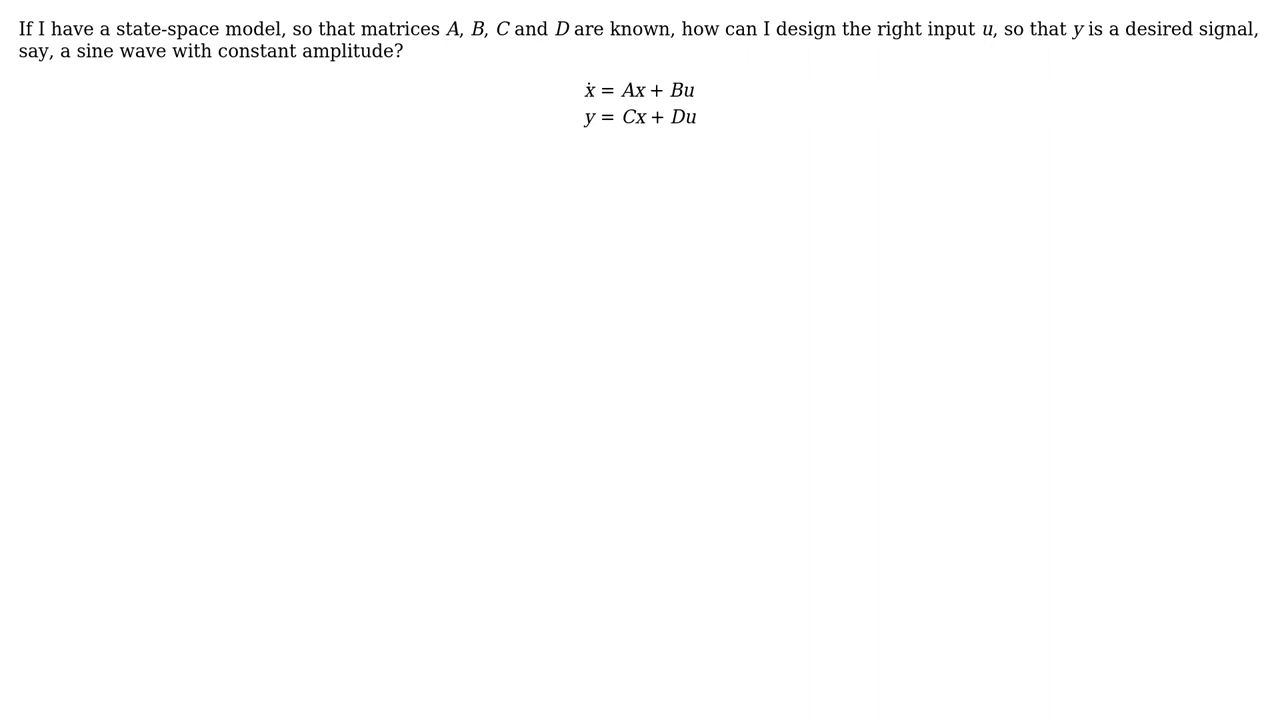 If I have a state-space model, so that matrices A, B, C and D are known, how can I design the right input u, so that y is a desired signal,
say, a sine wave with constant amplitude?
ẋ = Ax + Bu
y = Cx + Du